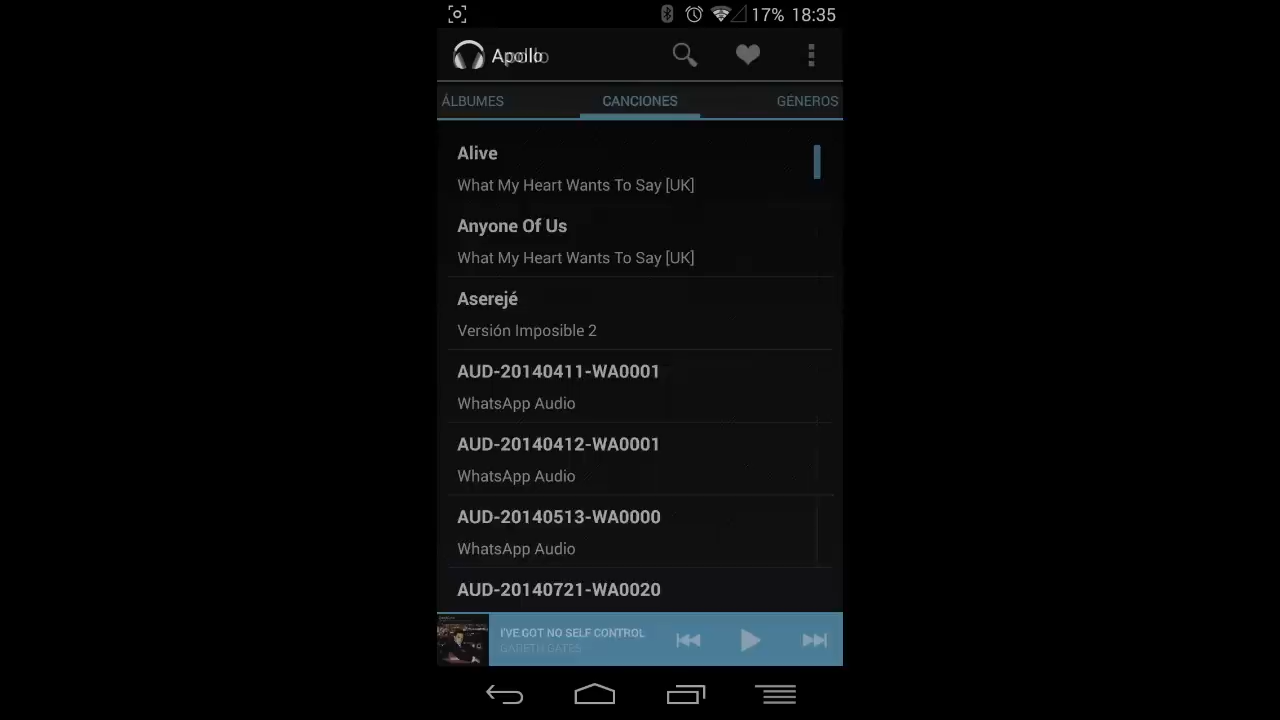 17% 18:35
Apollo
ÁLBUMES CANCIONES GÉNEROS
Alive
What My Heart Wants To Say [UK]
Anyone Of Us
What My Heart Wants To Say [UK]
Aserejé
Versión Imposible 2
AUD-20140411-WA0001
WhatsApp Audio
AUD-20140412-WA0001
WhatsApp Audio
AUD-20140513-WA0000
WhatsApp Audio
AUD-20140721-WA0020
I'VE GOT NO SELF CONTROL
GARETH GATES